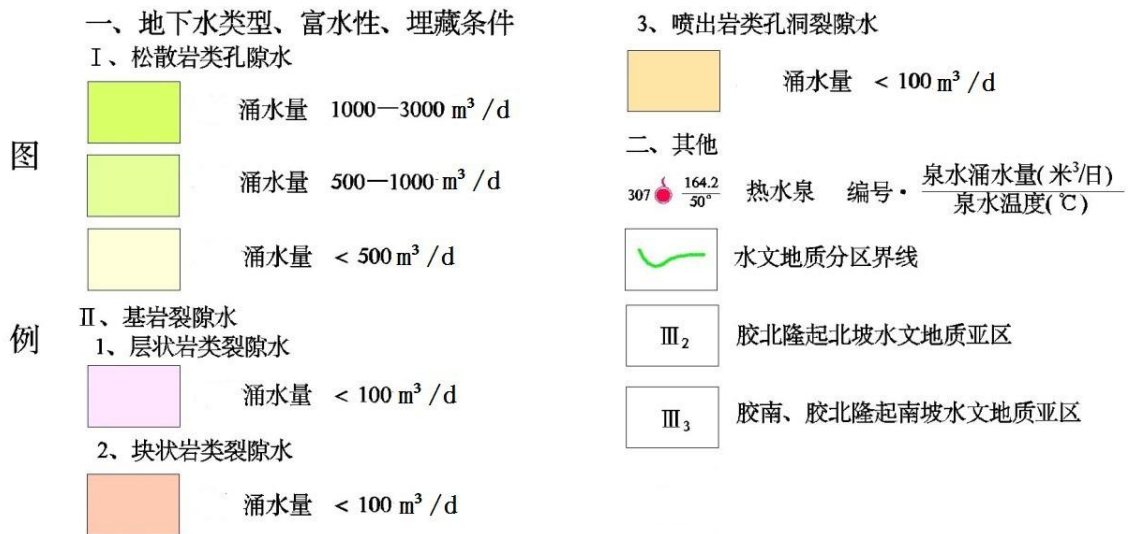 图
例
一、地下水类型、富水性、埋藏条件
Ⅰ、松散岩类孔隙水
涌水量 1000—3000 m³/d
涌水量 500—1000 m³/d
涌水量 < 500 m³/d
Ⅱ、基岩裂隙水
1、层状岩类裂隙水
涌水量 < 100 m³/d
2、块状岩类裂隙水
涌水量 < 100 m³/d
3、喷出岩类孔洞裂隙水
涌水量 < 100 m³/d
二、其他
307 164.2/50° 热水泉 编号· 泉水涌水量(米³/日)/泉水温度(℃)
水文地质分区界线
Ⅲ₂ 胶北隆起北坡水文地质亚区
Ⅲ₃ 胶南、胶北隆起南坡水文地质亚区